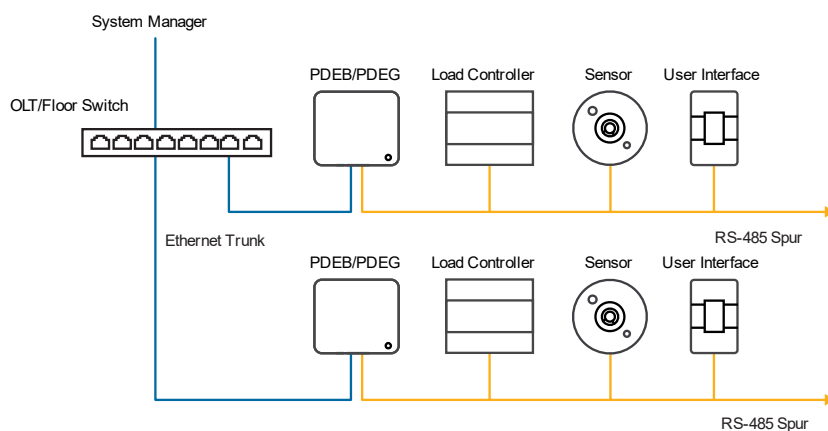 System Manager
OLT/Floor Switch
PDEB/PDEG
Load Controller
Sensor
User Interface
RS-485 Spur
Ethernet Trunk
PDEB/PDEG
Load Controller
Sensor
User Interface
RS-485 Spur